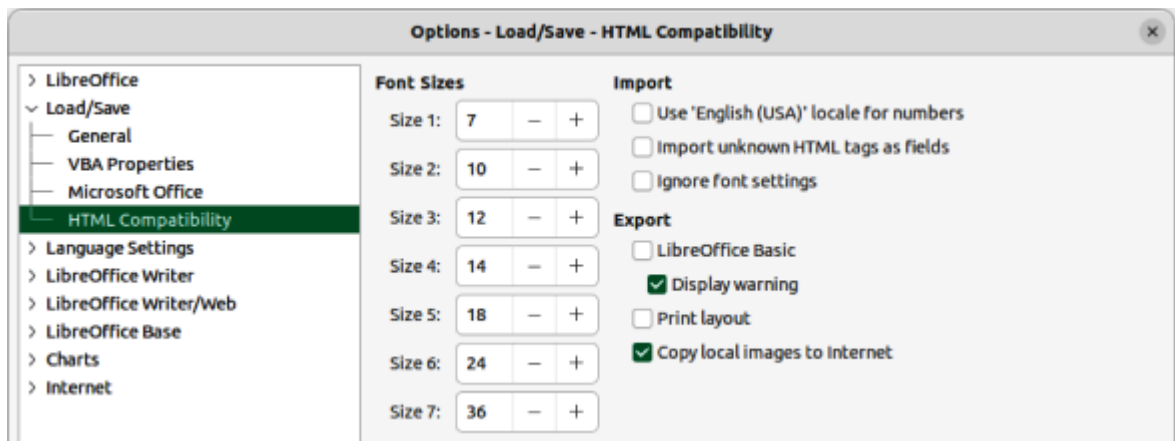 Options - Load/Save - HTML Compatibility
LibreOffice
Load/Save
General
VBA Properties
Microsoft Office
HTML Compatibility
Language Settings
LibreOffice Writer
LibreOffice Writer/Web
LibreOffice Base
Charts
Internet
Font Sizes
Size 1: 7
Size 2: 10
Size 3: 12
Size 4: 14
Size 5: 18
Size 6: 24
Size 7: 36
Import
Use 'English (USA)' locale for numbers
Import unknown HTML tags as fields
Ignore font settings
Export
LibreOffice Basic
Display warning
Print layout
Copy local images to Internet